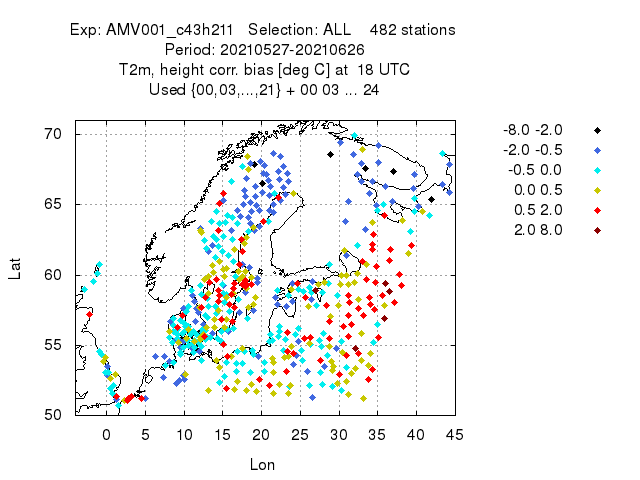 Exp: AMV001_c43h211   Selection: ALL    482 stations
Period: 20210527-20210626
T2m, height corr. bias [deg C] at  18 UTC
Used {00,03,...,21} + 00 03 ... 24
70
65
60
55
50
Lat
0 5 10 15 20 25 30 35 40 45
Lon
-8.0 -2.0
-2.0 -0.5
-0.5 0.0
0.0 0.5
0.5 2.0
2.0 8.0